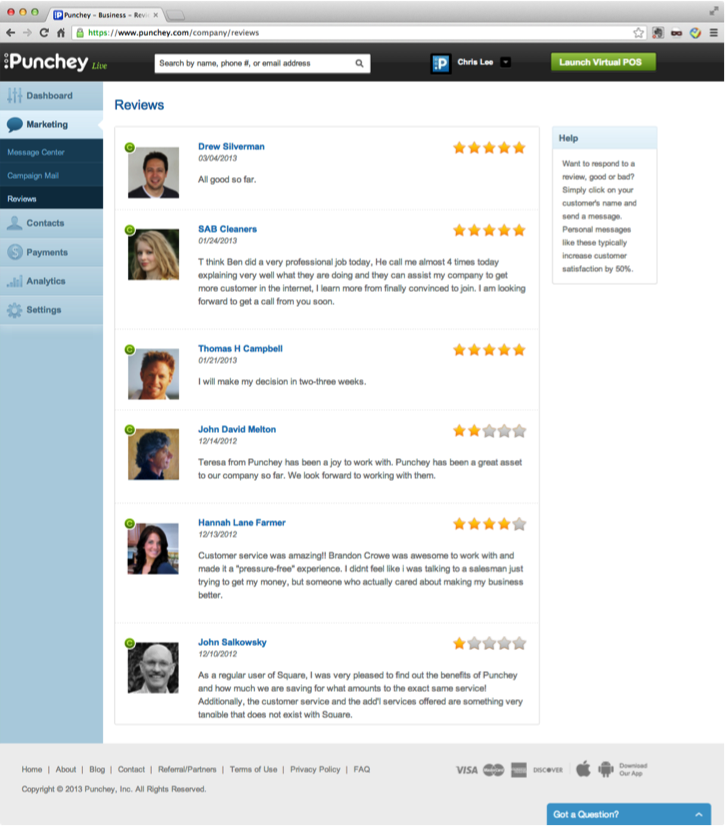 Punchey – Business – Revi
https://www.punchey.com/company/reviews
Punchey Live
Search by name, phone #, or email address
Chris Lee
Launch Virtual POS
Dashboard
Marketing
Message Center
Campaign Mail
Reviews
Contacts
Payments
Analytics
Settings
Reviews
Drew Silverman
03/04/2013
All good so far.
SAB Cleaners
01/24/2013
T think Ben did a very professional job today, He call me almost 4 times today
explaining very well what they are doing and they can assist my company to get
more customer in the internet, I learn more from finally convinced to join. I am looking
forward to get a call from you soon.
Thomas H Campbell
01/21/2013
I will make my decision in two-three weeks.
John David Melton
12/14/2012
Teresa from Punchey has been a joy to work with. Punchey has been a great asset
to our company so far. We look forward to working with them.
Hannah Lane Farmer
12/13/2012
Customer service was amazing!! Brandon Crowe was awesome to work with and
made it a "pressure-free" experience. I didnt feel like i was talking to a salesman just
trying to get my money, but someone who actually cared about making my business
better.
John Salkowsky
12/10/2012
As a regular user of Square, I was very pleased to find out the benefits of Punchey
and how much we are saving for what amounts to the exact same service!
Additionally, the customer service and the add'l services offered are something very
tangible that does not exist with Square.
Help
Want to respond to a
review, good or bad?
Simply click on your
customer's name and
send a message.
Personal messages
like these typically
increase customer
satisfaction by 50%.
Home | About | Blog | Contact | Referral/Partners | Terms of Use | Privacy Policy | FAQ
VISA MasterCard DISCOVER Download
Our App
Copyright © 2013 Punchey, Inc. All Rights Reserved.
Got a Question?